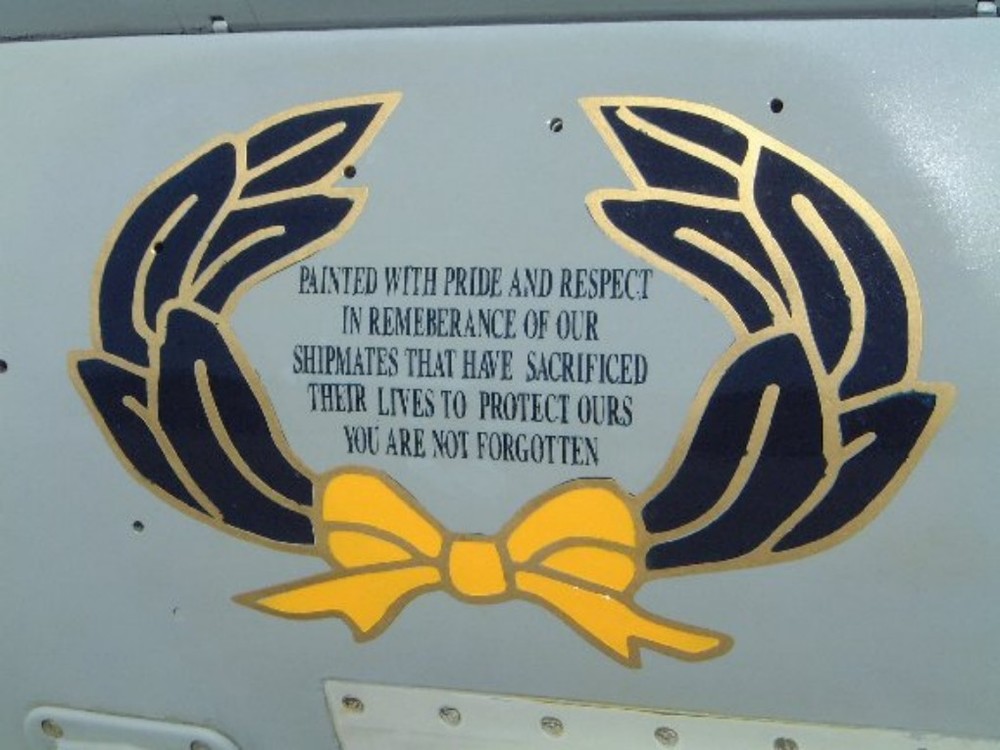 PAINTED WITH PRIDE AND RESPECT
IN REMEBERANCE OF OUR
SHIPMATES THAT HAVE SACRIFICED
THEIR LIVES TO PROTECT OURS
YOU ARE NOT FORGOTTEN